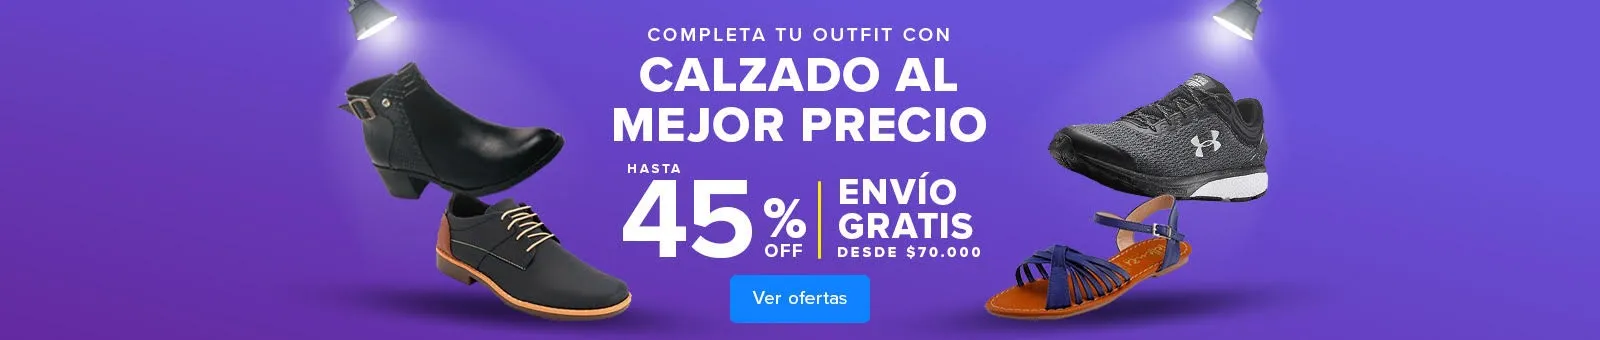 COMPLETA TU OUTFIT CON
CALZADO AL
MEJOR PRECIO
HASTA
45% OFF
ENVÍO
GRATIS
DESDE $70.000
Ver ofertas